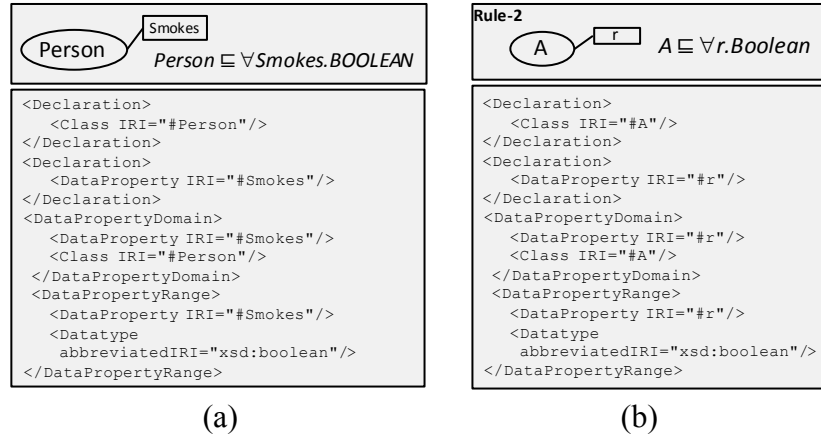 Person
Smokes
Person ⊑ ∀Smokes.BOOLEAN
<Declaration>
<Class IRI="#Person"/>
</Declaration>
<Declaration>
<DataProperty IRI="#Smokes"/>
</Declaration>
<DataPropertyDomain>
<DataProperty IRI="#Smokes"/>
<Class IRI="#Person"/>
</DataPropertyDomain>
<DataPropertyRange>
<DataProperty IRI="#Smokes"/>
<Datatype
abbreviatedIRI="xsd:boolean"/>
</DataPropertyRange>
(a)
Rule-2
A
r
A ⊑ ∀r.Boolean
<Declaration>
<Class IRI="#A"/>
</Declaration>
<Declaration>
<DataProperty IRI="#r"/>
</Declaration>
<DataPropertyDomain>
<DataProperty IRI="#r"/>
<Class IRI="#A"/>
</DataPropertyDomain>
<DataPropertyRange>
<DataProperty IRI="#r"/>
<Datatype
abbreviatedIRI="xsd:boolean"/>
</DataPropertyRange>
(b)